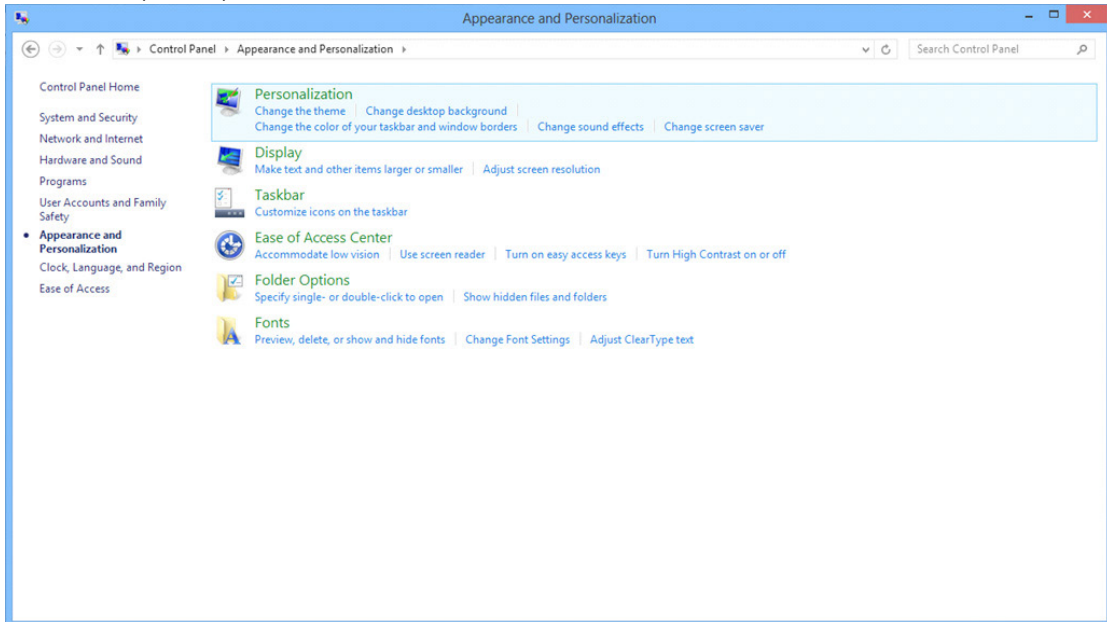 Appearance and Personalization
Control Panel Appearance and Personalization
Search Control Panel
Control Panel Home
System and Security
Network and Internet
Hardware and Sound
Programs
User Accounts and Family
Safety
Appearance and
Personalization
Clock, Language, and Region
Ease of Access
Personalization
Change the theme Change desktop background
Change the color of your taskbar and window borders Change sound effects Change screen saver
Display
Make text and other items larger or smaller Adjust screen resolution
Taskbar
Customize icons on the taskbar
Ease of Access Center
Accommodate low vision Use screen reader Turn on easy access keys Turn High Contrast on or off
Folder Options
Specify single- or double-click to open Show hidden files and folders
Fonts
Preview, delete, or show and hide fonts Change Font Settings Adjust ClearType text